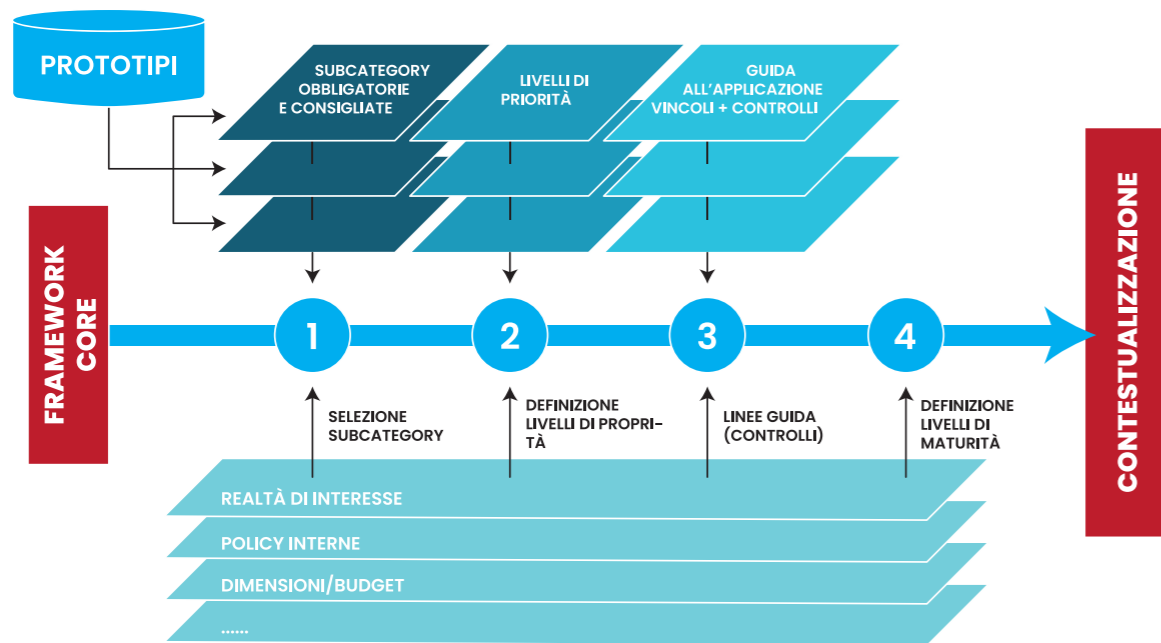 PROTOTIPI
SUBCATEGORY
OBBLIGATORIE
E CONSIGLIATE
LIVELLI DI
PRIORITÀ
GUIDA
ALL'APPLICAZIONE
VINCOLI + CONTROLLI
FRAMEWORK
CORE
1
2
3
4
CONTESTUALIZZAZIONE
SELEZIONE
SUBCATEGORY
DEFINIZIONE
LIVELLI DI PROPRI-
TÀ
LINEE GUIDA
(CONTROLLI)
DEFINIZIONE
LIVELLI DI
MATURITÀ
REALTÀ DI INTERESSE
POLICY INTERNE
DIMENSIONI/BUDGET
......